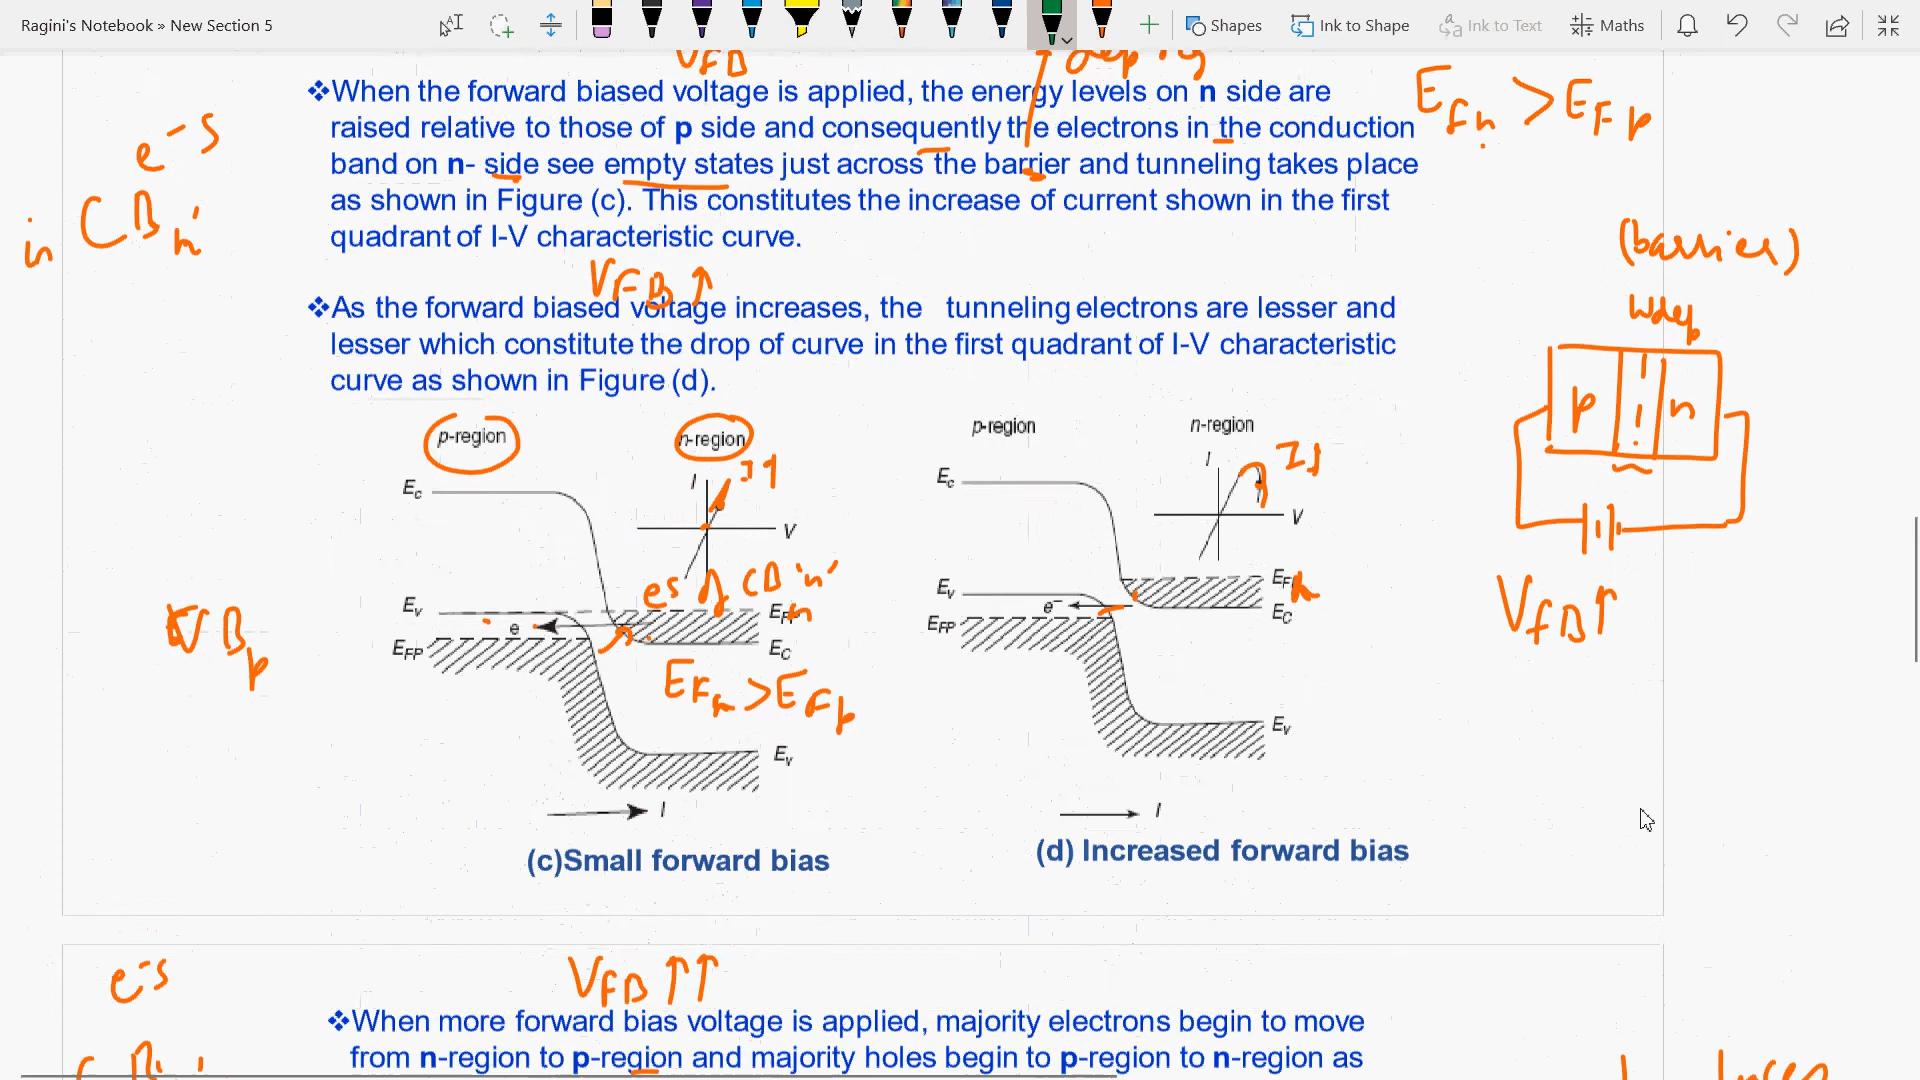 Ragini's Notebook » New Section 5
Shapes
Ink to Shape
Ink to Text
Maths
VFB
❖When the forward biased voltage is applied, the energy levels on n side are
raised relative to those of p side and consequently the electrons in the conduction
band on n- side see empty states just across the barrier and tunneling takes place
as shown in Figure (c). This constitutes the increase of current shown in the first
quadrant of I-V characteristic curve.
EFn > EFp
e-s
in CBn'
(barrier)
Wdep
p n
VFB↑
VFB ↑
❖As the forward biased voltage increases, the tunneling electrons are lesser and
lesser which constitute the drop of curve in the first quadrant of I-V characteristic
curve as shown in Figure (d).
p-region
n-region
I↑
I
V
Ec
es of CB 'n'
Ev
EFn
e
EFP
EC
EFn > EFp
Ev
I
VBp
(c)Small forward bias
p-region
n-region
I↓
I
V
Ec
Ev
EFn
e-
EC
EFP
Ev
I
(d) Increased forward bias
e-s
VFB ↑↑
❖When more forward bias voltage is applied, majority electrons begin to move
from n-region to p-region and majority holes begin to p-region to n-region as